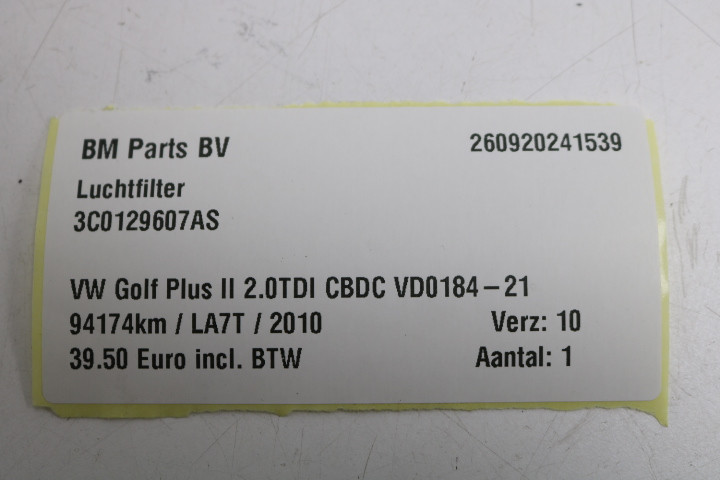 BM Parts BV 260920241539
Luchtfilter
3C0129607AS
VW Golf Plus II 2.0TDI CBDC VD0184-21
94174km / LA7T / 2010 Verz: 10
39.50 Euro incl. BTW Aantal: 1